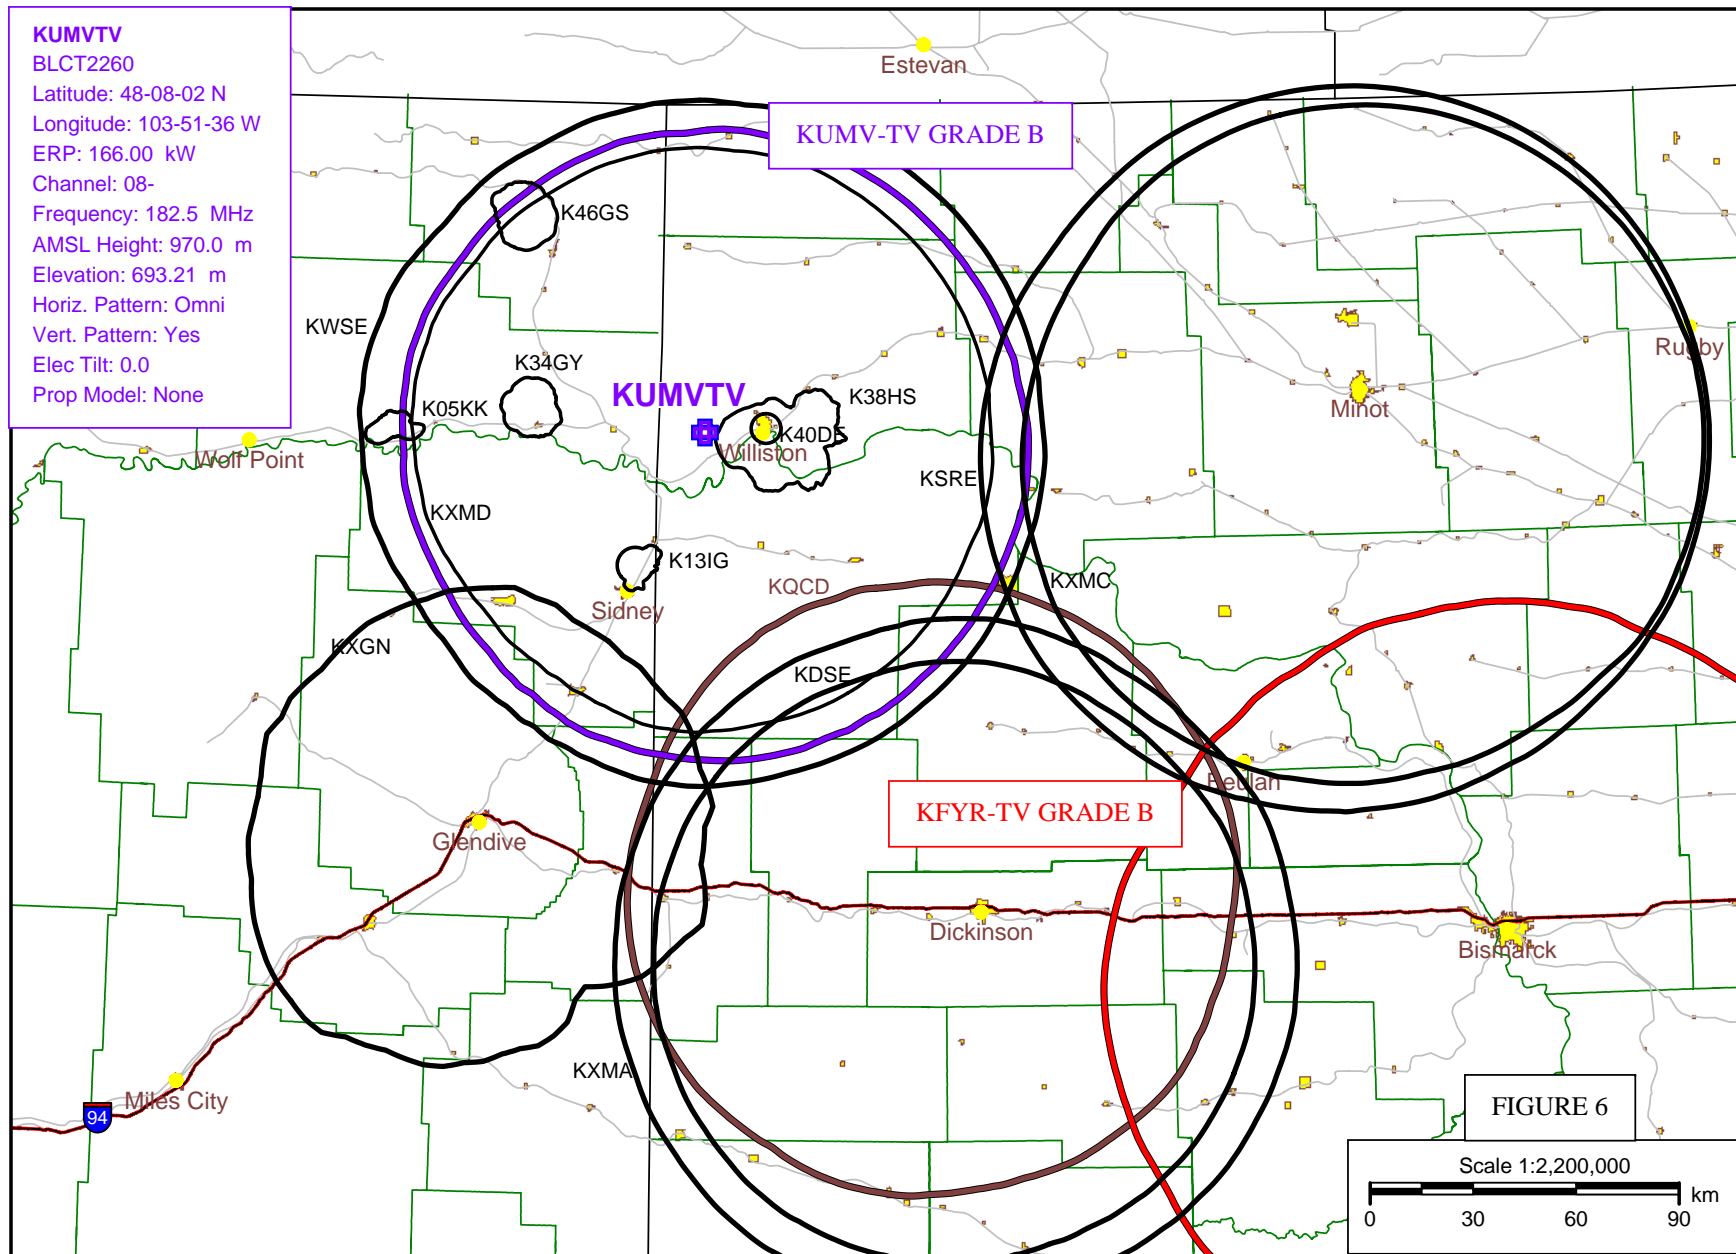 KUMVTV
BLCT2260
Latitude: 48-08-02 N
Longitude: 103-51-36 W
ERP: 166.00 kW
Channel: 08-
Frequency: 182.5 MHz
AMSL Height: 970.0 m
Elevation: 693.21 m
Horiz. Pattern: Omni
Vert. Pattern: Yes
Elec Tilt: 0.0
Prop Model: None
Estevan
KUMV-TV GRADE B
K46GS
KWSE
Rugby
K34GY
KUMVTV
K38HS
K05KK
Minot
K40DE
Williston
Wolf Point
KSRE
KXMD
K13IG
KQCD
KXMC
Sidney
KXGN
KDSE
Beulah
KFYR-TV GRADE B
Glendive
Dickinson
Bismarck
KXMA
Miles City
94
FIGURE 6
Scale 1:2,200,000
km
0 30 60 90